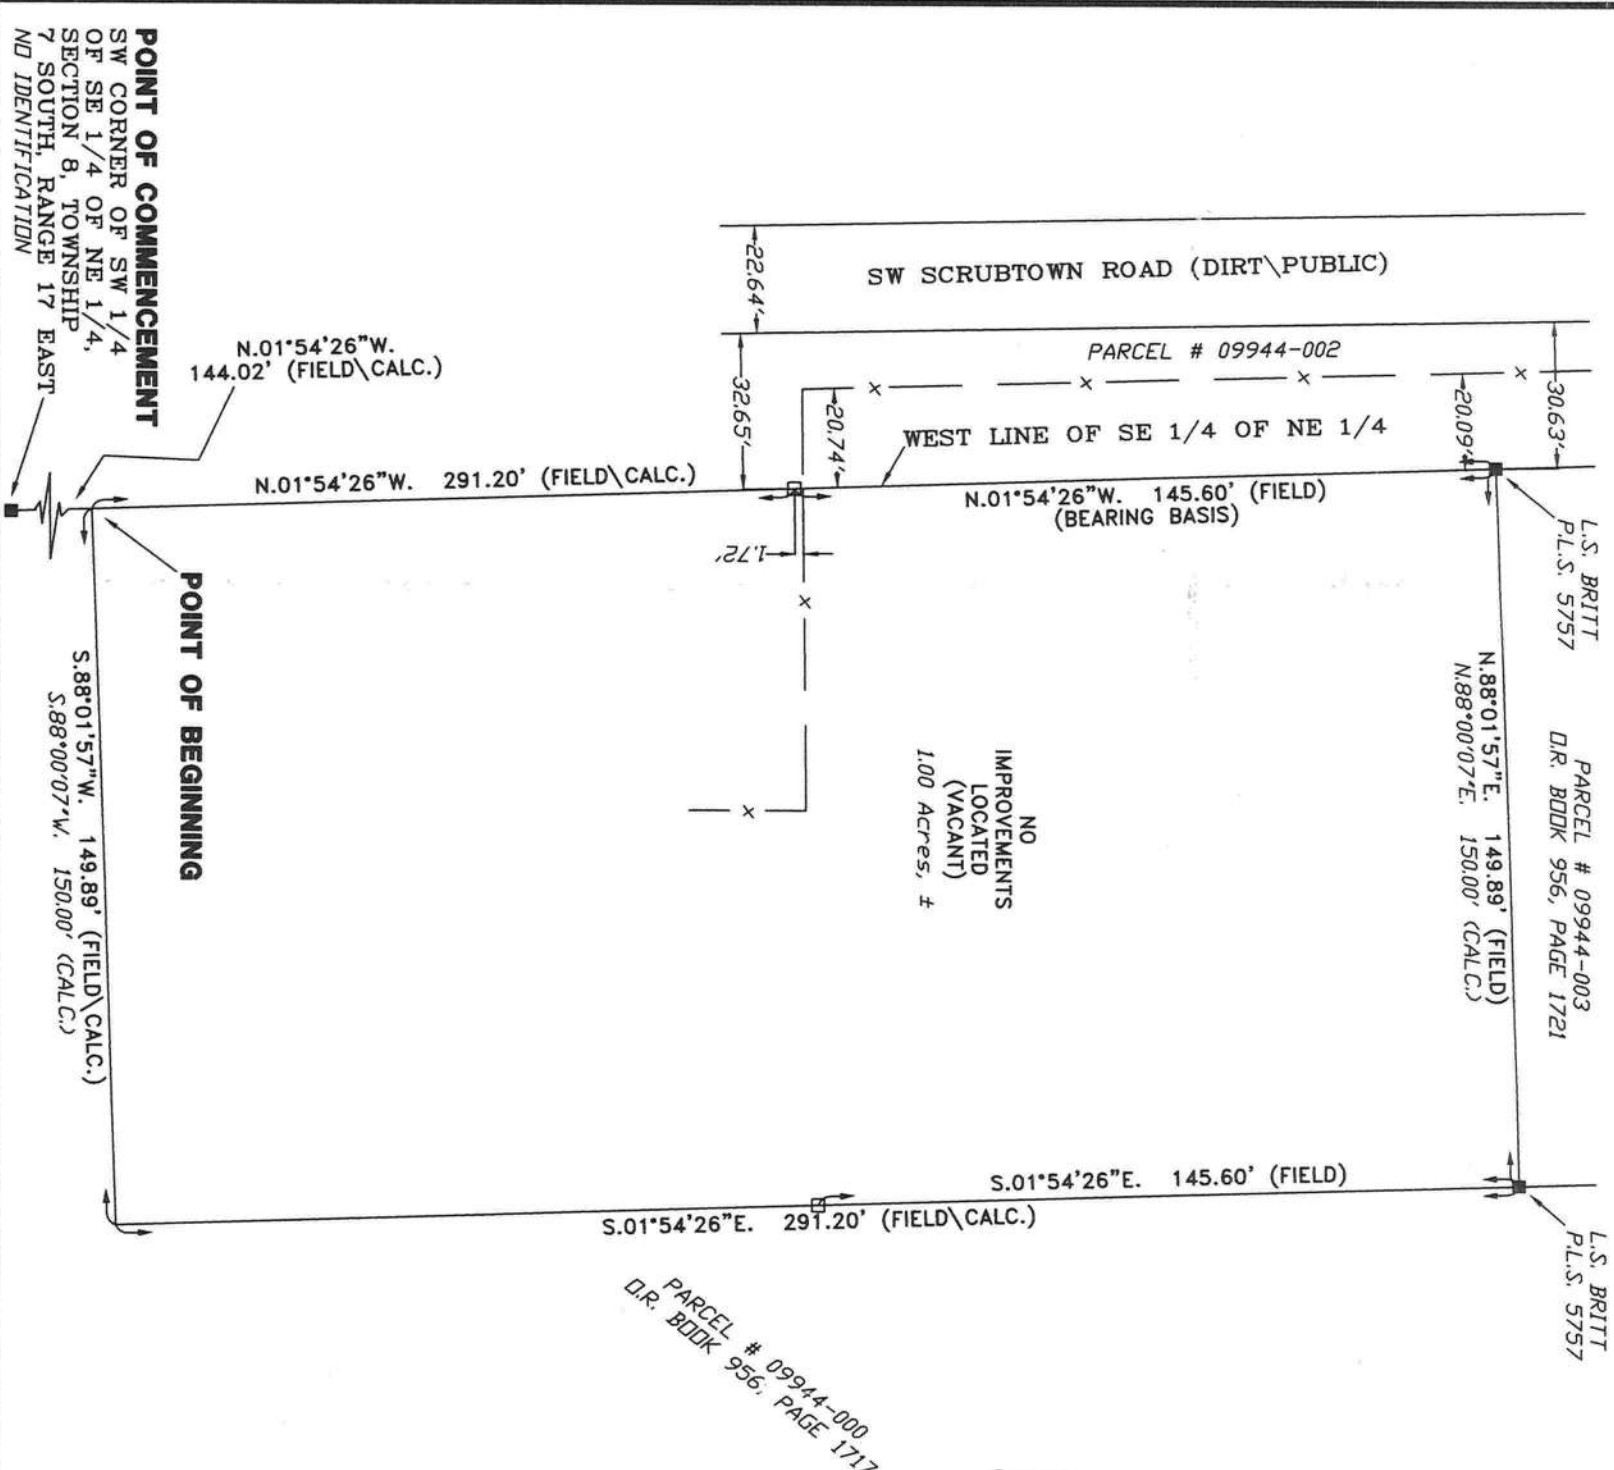 POINT OF COMMENCEMENT
SW CORNER OF SW 1/4
OF SE 1/4 OF NE 1/4,
SECTION 8, TOWNSHIP
7 SOUTH, RANGE 17 EAST
NO IDENTIFICATION
N.01°54'26"W.
144.02' (FIELD\CALC.)
22.64'
SW SCRUBTOWN ROAD (DIRT\PUBLIC)
32.65'
PARCEL # 09944-002
30.63'
20.74'
20.09'
WEST LINE OF SE 1/4 OF NE 1/4
N.01°54'26"W. 291.20' (FIELD\CALC.)
N.01°54'26"W. 145.60' (FIELD)
(BEARING BASIS)
1.72'
L.S. BRITT
P.L.S. 5757
POINT OF BEGINNING
PARCEL # 09944-003
O.R. BOOK 956, PAGE 1721
N.88°01'57"E. 149.89' (FIELD)
N.88°00'07"E. 150.00' (CALC.)
NO
IMPROVEMENTS
LOCATED
(VACANT)
1.00 Acres, ±
S.88°01'57"W. 149.89' (FIELD\CALC.)
S.88°00'07"W. 150.00' (CALC.)
S.01°54'26"E. 145.60' (FIELD)
S.01°54'26"E. 291.20' (FIELD\CALC.)
L.S. BRITT
P.L.S. 5757
PARCEL # 09944-000
O.R. BOOK 956, PAGE 1717